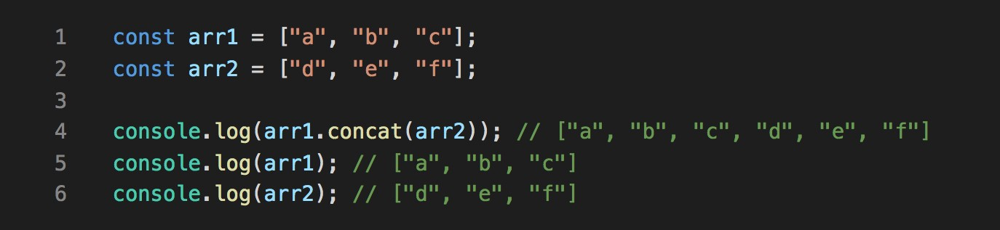 1 const arr1 = ["a", "b", "c"];
2 const arr2 = ["d", "e", "f"];
3
4 console.log(arr1.concat(arr2)); // ["a", "b", "c", "d", "e", "f"]
5 console.log(arr1); // ["a", "b", "c"]
6 console.log(arr2); // ["d", "e", "f"]